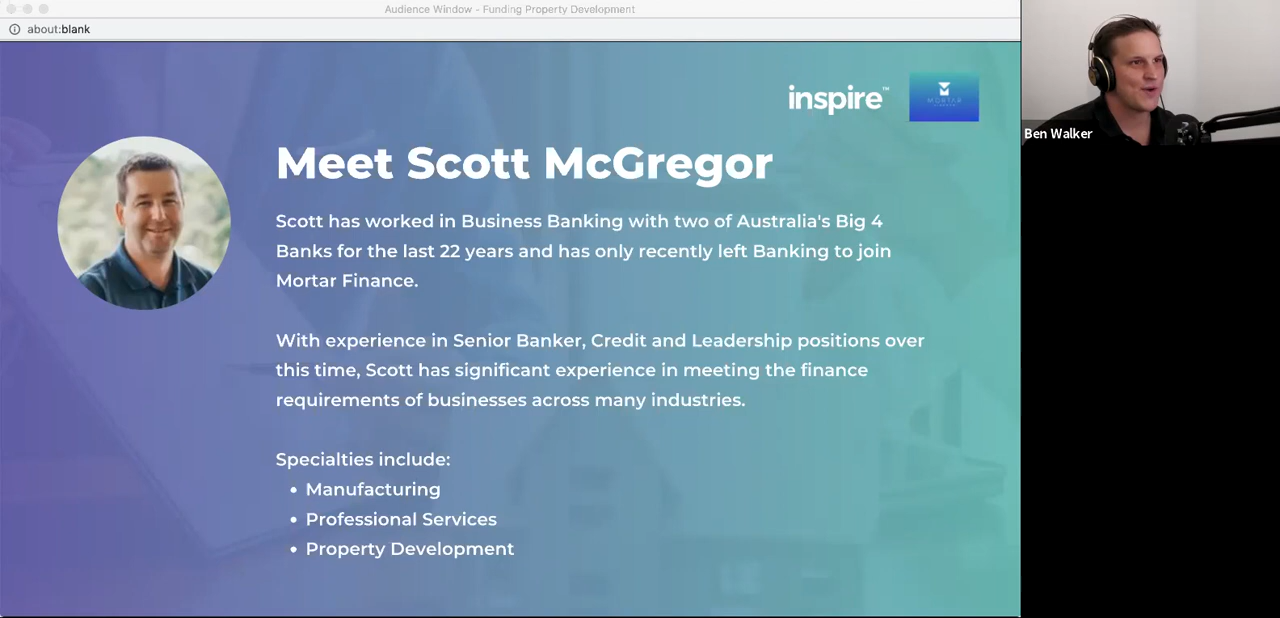 Audience Window - Funding Property Development
about:blank
inspire™
MORTAR
Ben Walker
Meet Scott McGregor
Scott has worked in Business Banking with two of Australia's Big 4
Banks for the last 22 years and has only recently left Banking to join
Mortar Finance.
With experience in Senior Banker, Credit and Leadership positions over
this time, Scott has significant experience in meeting the finance
requirements of businesses across many industries.
Specialties include:
• Manufacturing
• Professional Services
• Property Development